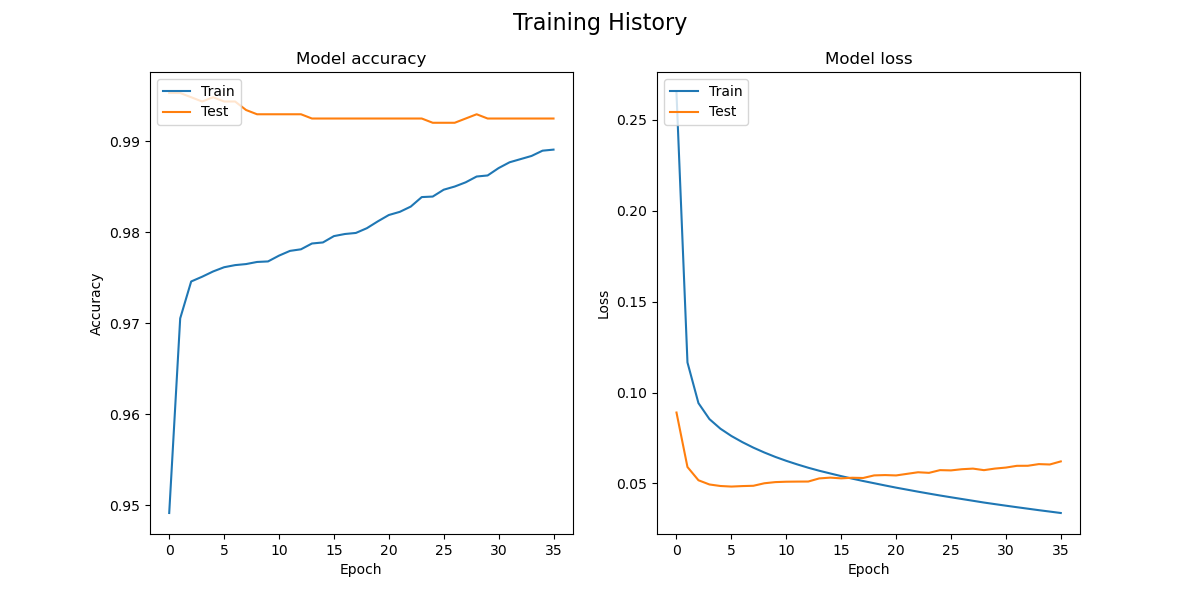 Training History
Model accuracy
Train
Test
0.99
0.98
0.97
0.96
0.95
Accuracy
0 5 10 15 20 25 30 35
Epoch
Model loss
Train
Test
0.25
0.20
0.15
0.10
0.05
Loss
0 5 10 15 20 25 30 35
Epoch